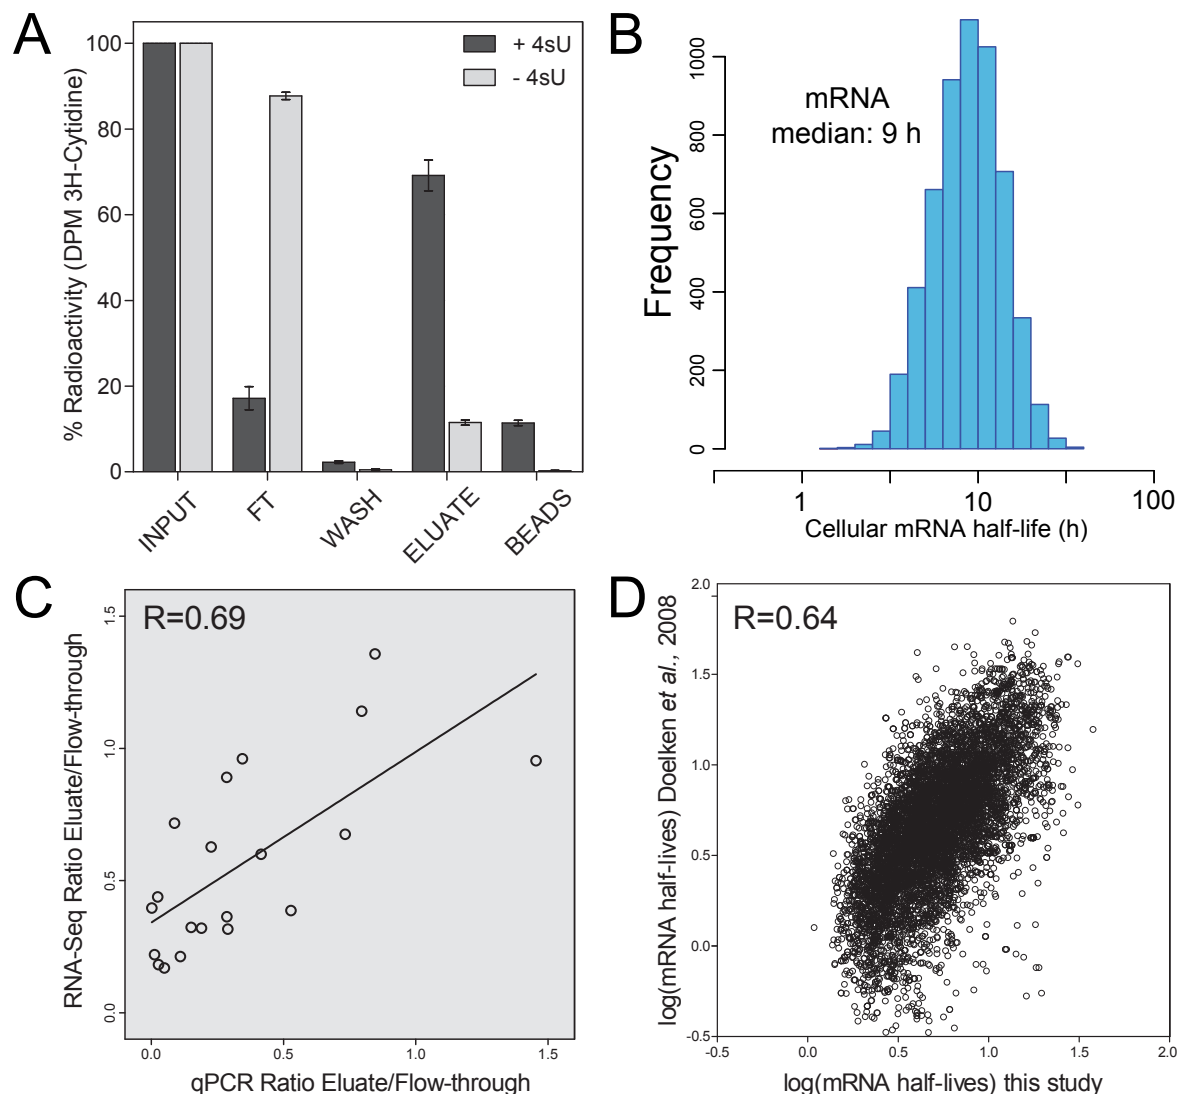 A
% Radioactivity (DPM 3H-Cytidine)
100
80
60
40
20
0
+ 4sU
- 4sU
INPUT
FT
WASH
ELUATE
BEADS
B
mRNA
median: 9 h
Frequency
1000
800
600
400
200
0
1
10
100
Cellular mRNA half-life (h)
C
R=0.69
RNA-Seq Ratio Eluate/Flow-through
1.5
1.0
0.5
0.0
0.0
0.5
1.0
1.5
qPCR Ratio Eluate/Flow-through
D
R=0.64
log(mRNA half-lives) Doelken et al., 2008
2.0
1.5
1.0
0.5
0.0
-0.5
-0.5
0.0
0.5
1.0
1.5
2.0
log(mRNA half-lives) this study